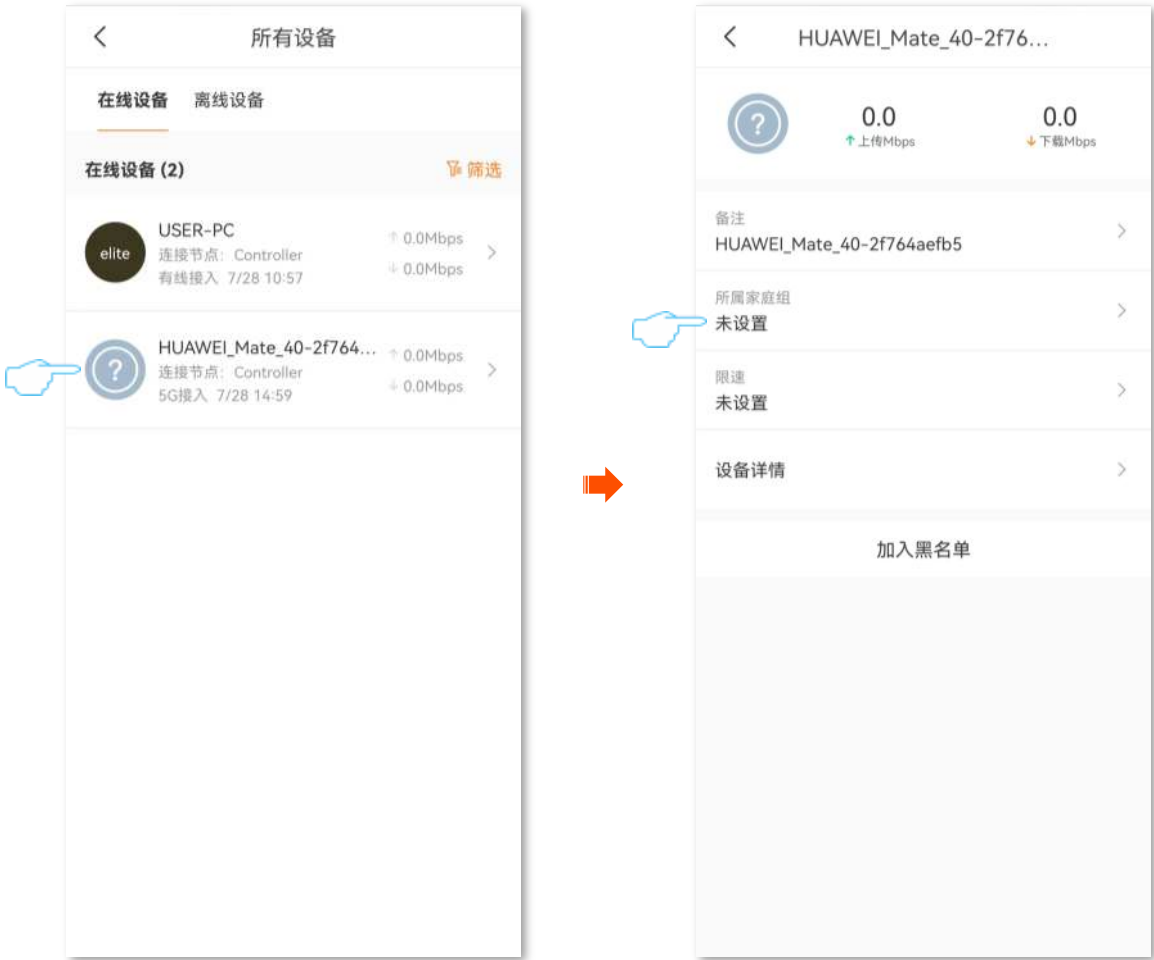 所有设备
在线设备 离线设备
在线设备 (2) 筛选
elite
USER-PC
连接节点: Controller
有线接入 7/28 10:57
↑ 0.0Mbps
↓ 0.0Mbps
?
HUAWEI_Mate_40-2f764...
连接节点: Controller
5G接入 7/28 14:59
↑ 0.0Mbps
↓ 0.0Mbps
HUAWEI_Mate_40-2f76...
?
0.0
↑上传Mbps
0.0
↓下载Mbps
备注
HUAWEI_Mate_40-2f764aefb5
所属家庭组
未设置
限速
未设置
设备详情
加入黑名单